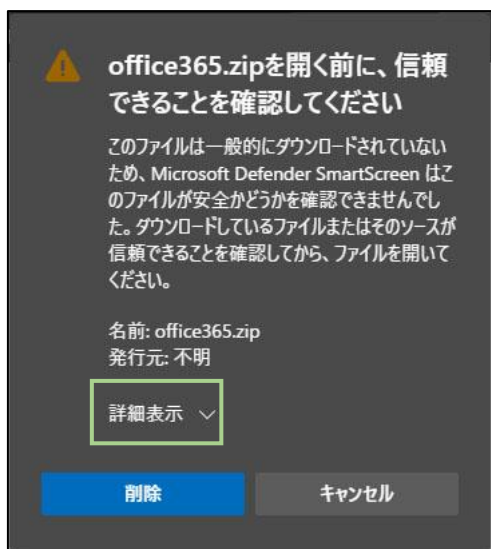 office365.zipを開く前に、信頼
できることを確認してください
このファイルは一般的にダウンロードされていない
ため、Microsoft Defender SmartScreen はこ
のファイルが安全かどうかを確認できませんでし
た。ダウンロードしているファイルまたはそのソースが
信頼できることを確認してから、ファイルを開いて
ください。
名前: office365.zip
発行元: 不明
詳細表示
削除
キャンセル